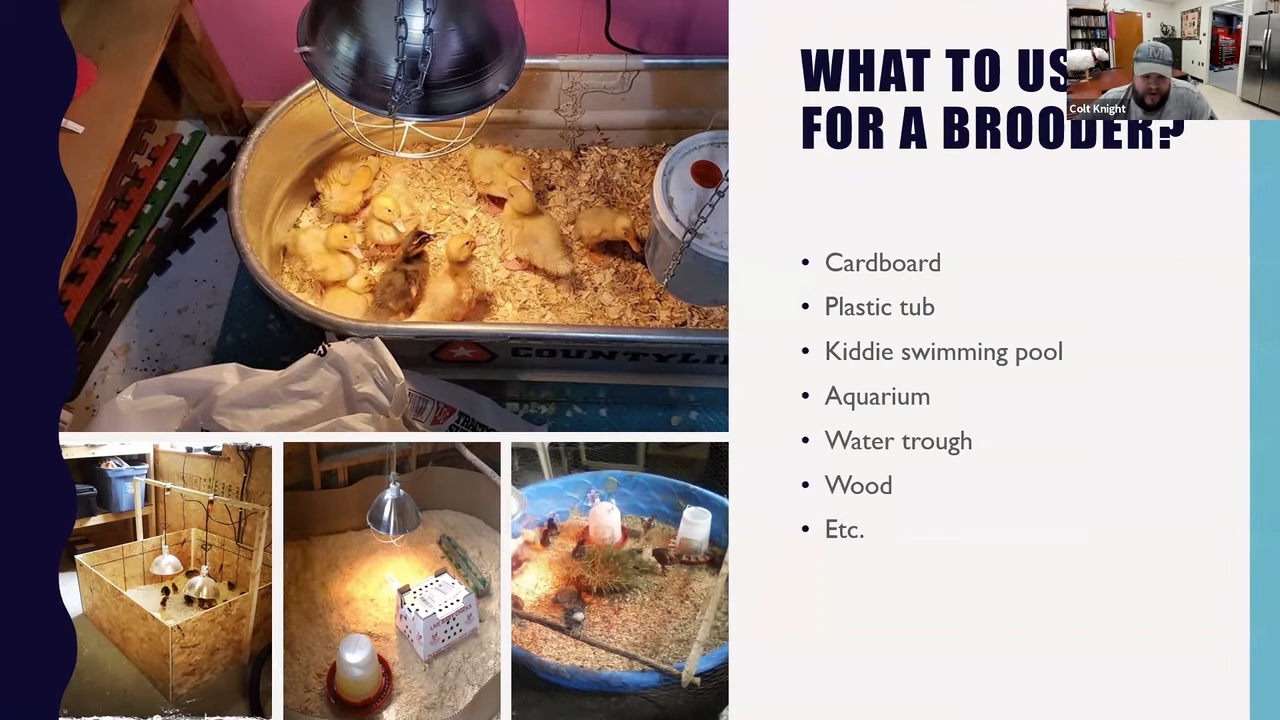 WHAT TO US
FOR A BROODER?
Colt Knight
• Cardboard
• Plastic tub
• Kiddie swimming pool
• Aquarium
• Water trough
• Wood
• Etc.
COUNTYLI